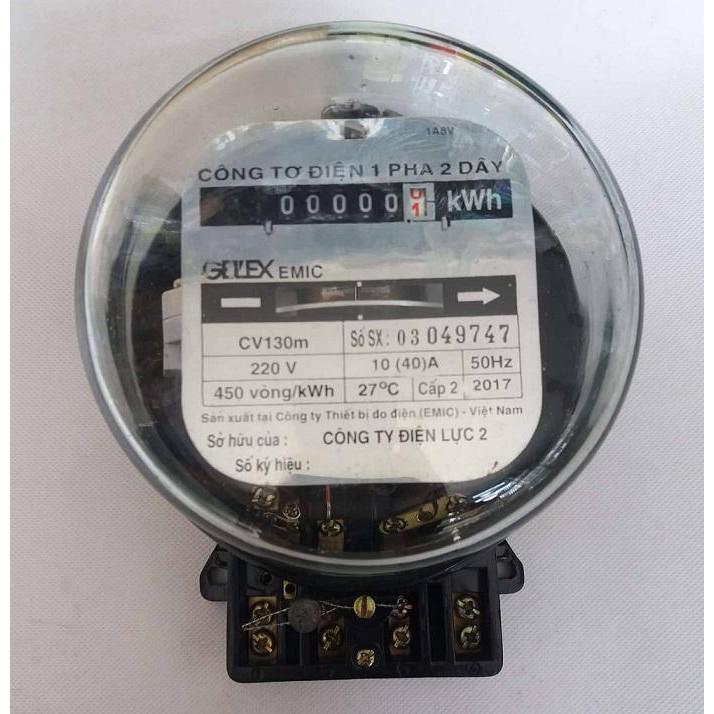 1A8V
CÔNG TƠ ĐIỆN 1 PHA 2 DÂY
00000 kWh
GELEX EMIC
CV130m Số SX : 03 049747
220 V 10 (40)A 50Hz
450 vòng/kWh 27°C Cấp 2 2017
Sản xuất tại Công ty Thiết bị đo điện (EMIC) - Việt Nam
Sở hữu của : CÔNG TY ĐIỆN LỰC 2
Số ký hiệu :